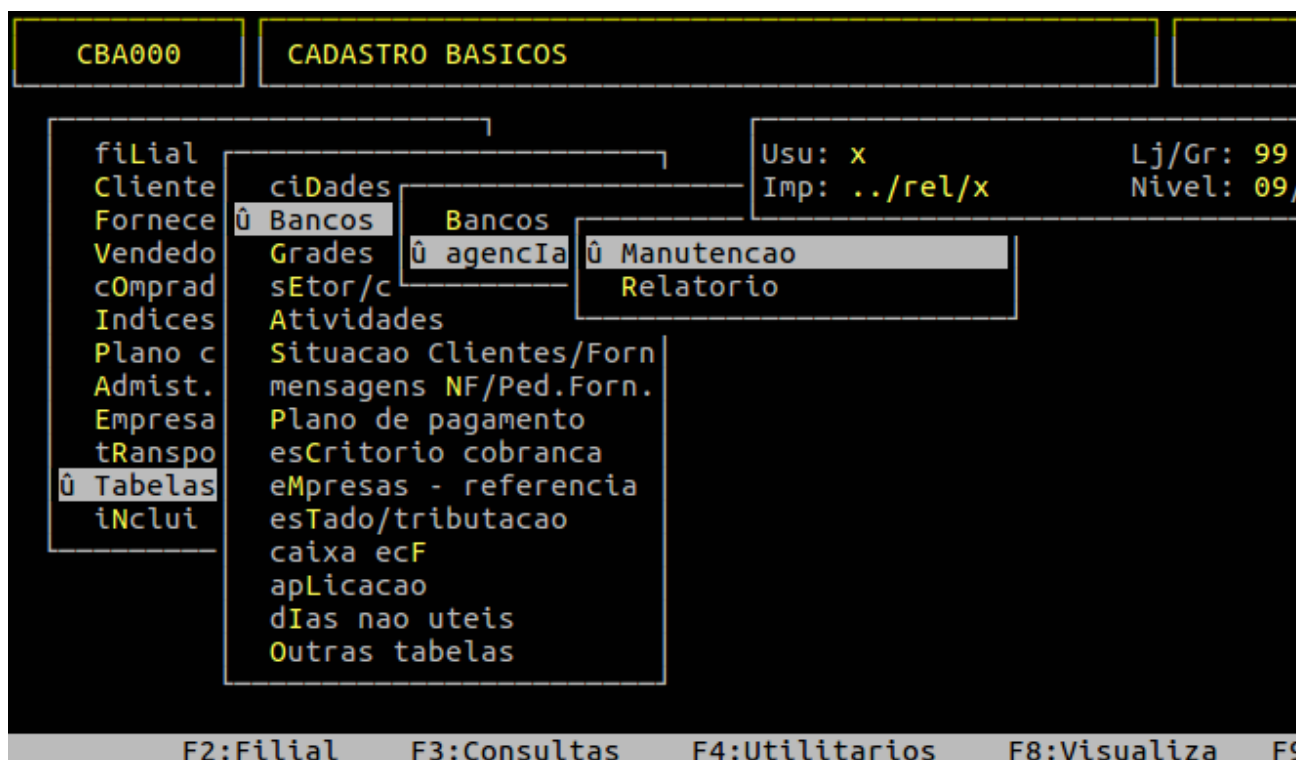 CBA000 CADASTRO BASICOS
fiLial Usu: x Lj/Gr: 99
Cliente ciDades Imp: ../rel/x Nivel: 09/
Fornece û Bancos Bancos
Vendedo Grades û agencIa û Manutencao
cOmprad sEtor/c Relatorio
Indices Atividades
Plano c Situacao Clientes/Forn
Admist. mensagens NF/Ped.Forn.
Empresa Plano de pagamento
tRanspo esCritorio cobranca
û Tabelas eMpresas - referencia
iNclui esTado/tributacao
caixa ecF
apLicacao
dIas nao uteis
Outras tabelas
F2:Filial F3:Consultas F4:Utilitarios F8:Visualiza